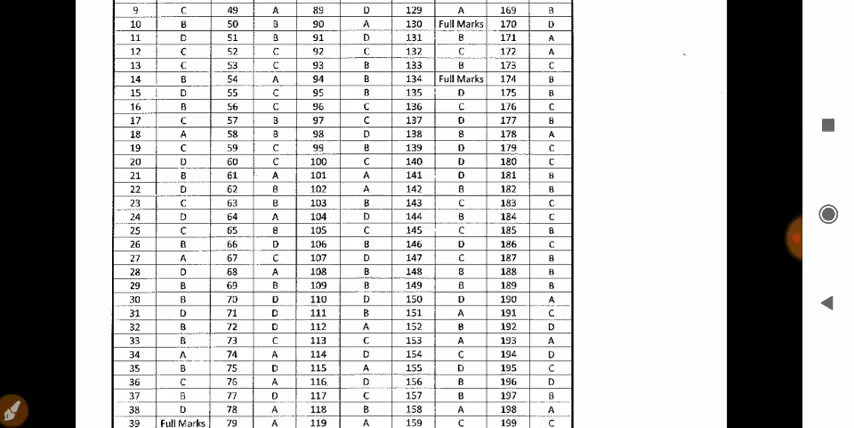 9 C 49 A 89 D 129 A 169 B
10 B 50 B 90 A 130 Full Marks 170 D
11 D 51 B 91 D 131 B 171 A
12 C 52 C 92 C 132 C 172 A
13 C 53 C 93 B 133 B 173 C
14 B 54 A 94 B 134 Full Marks 174 B
15 D 55 C 95 B 135 D 175 B
16 B 56 C 96 C 136 C 176 C
17 C 57 B 97 C 137 D 177 B
18 A 58 B 98 D 138 B 178 A
19 C 59 C 99 B 139 D 179 C
20 D 60 C 100 C 140 D 180 C
21 B 61 A 101 A 141 D 181 B
22 D 62 B 102 A 142 B 182 B
23 C 63 B 103 B 143 C 183 C
24 D 64 A 104 D 144 B 184 C
25 C 65 B 105 C 145 C 185 B
26 B 66 D 106 B 146 D 186 C
27 A 67 C 107 D 147 C 187 B
28 D 68 A 108 B 148 B 188 B
29 B 69 B 109 B 149 B 189 B
30 B 70 D 110 D 150 D 190 A
31 D 71 D 111 B 151 A 191 C
32 B 72 D 112 A 152 B 192 D
33 B 73 C 113 C 153 A 193 A
34 A 74 A 114 D 154 C 194 D
35 B 75 D 115 A 155 D 195 C
36 C 76 A 116 D 156 B 196 D
37 B 77 D 117 C 157 B 197 B
38 D 78 A 118 B 158 A 198 A
39 Full Marks 79 A 119 A 159 C 199 C